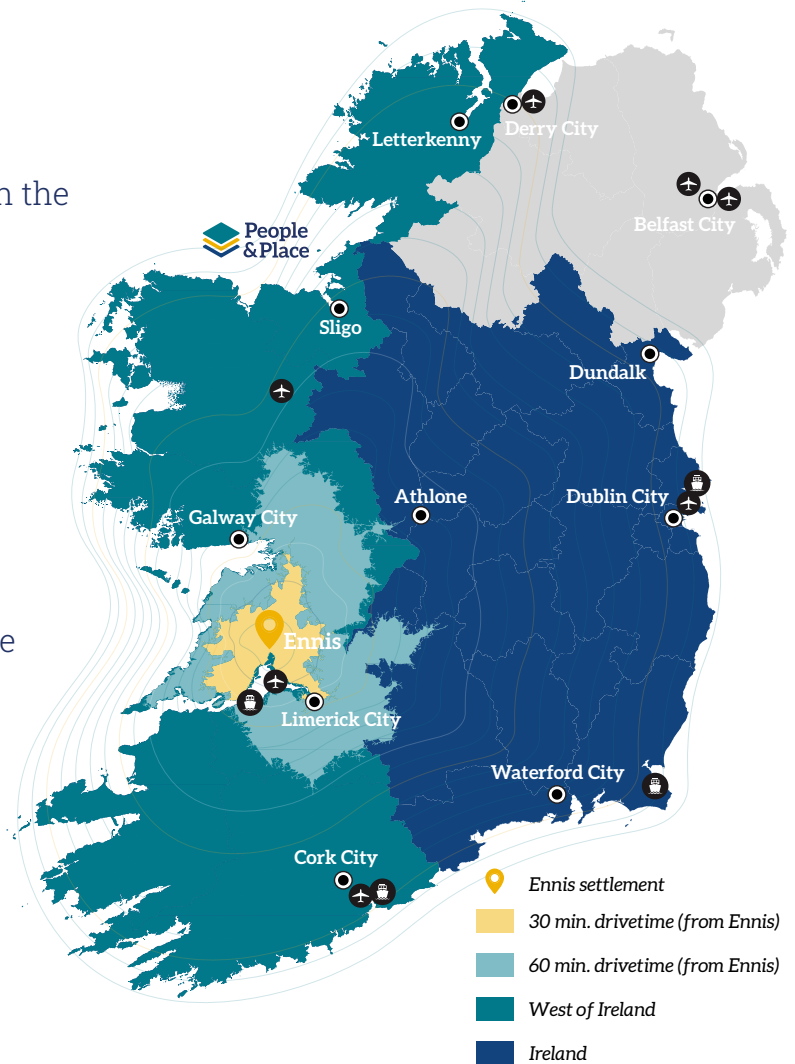 Letterkenny
Derry City
n the
Belfast City
People
& Place
Sligo
Dundalk
Athlone
Dublin City
Galway City
Ennis
e
Limerick City
Waterford City
Cork City
Ennis settlement
30 min. drivetime (from Ennis)
60 min. drivetime (from Ennis)
West of Ireland
Ireland